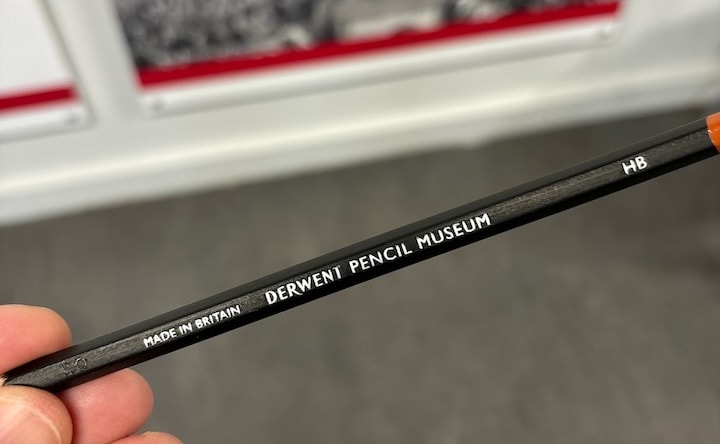 MADE IN BRITAIN DERWENT PENCIL MUSEUM HB